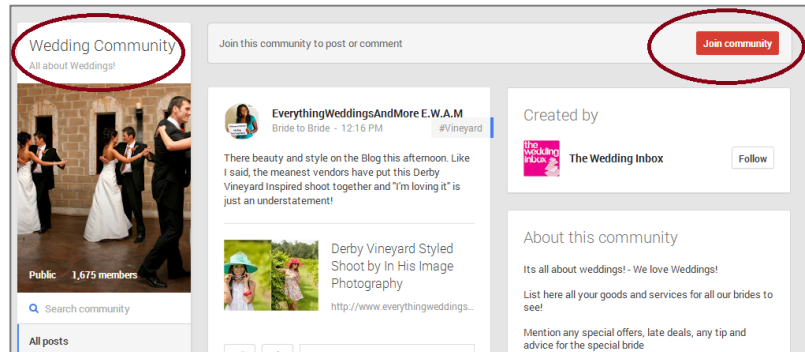 Wedding Community
All about Weddings!
Public 1,675 members
Search community
All posts
Join this community to post or comment
Join community
EverythingWeddingsAndMore E.W.A.M
Bride to Bride - 12:16 PM
#Vineyard
There beauty and style on the Blog this afternoon. Like
I said, the meanest vendors have put this Derby
Vineyard Inspired shoot together and "I'm loving it" is
just an understatement!
Derby Vineyard Styled
Shoot by In His Image
Photography
http://www.everythingweddings...
Created by
the
wedding
inbox
The Wedding Inbox
Follow
About this community
Its all about weddings! - We love Weddings!
List here all your goods and services for all our brides to
see!
Mention any special offers, late deals, any tip and
advice for the special bride